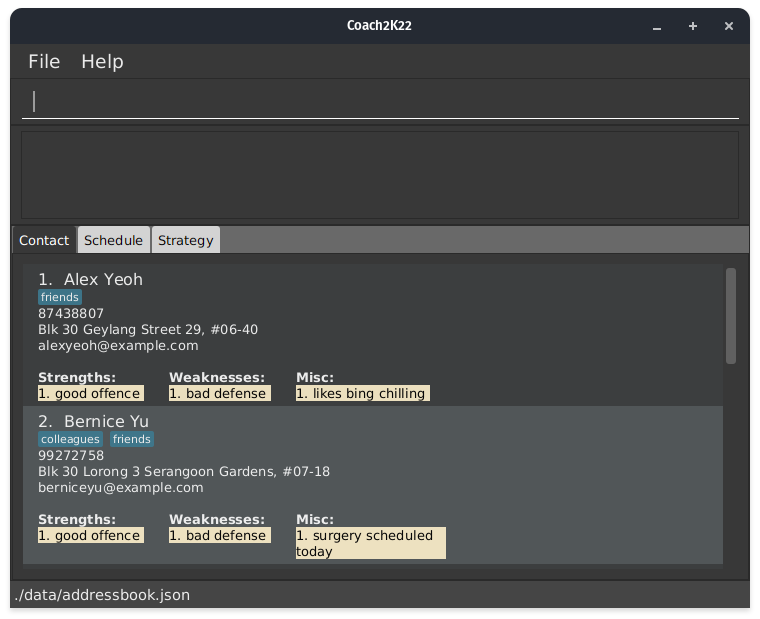 Coach2K22
File Help
Contact Schedule Strategy
1. Alex Yeoh
friends
87438807
Blk 30 Geylang Street 29, #06-40
alexyeoh@example.com
Strengths: Weaknesses: Misc:
1. good offence 1. bad defense 1. likes bing chilling
2. Bernice Yu
colleagues friends
99272758
Blk 30 Lorong 3 Serangoon Gardens, #07-18
berniceyu@example.com
Strengths: Weaknesses: Misc:
1. good offence 1. bad defense 1. surgery scheduled
today
./data/addressbook.json